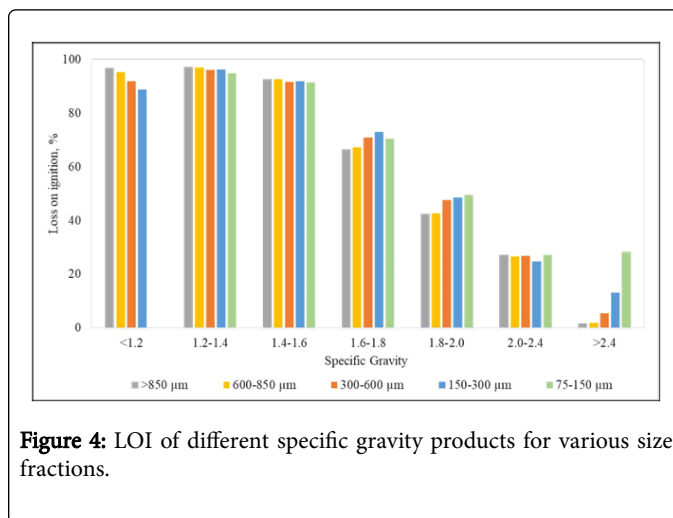 100
80
60
40
20
0
Loss on ignition, %
<1.2 1.2-1.4 1.4-1.6 1.6-1.8 1.8-2.0 2.0-2.4 >2.4
Specific Gravity
>850 μm 600-850 μm 300-600 μm 150-300 μm 75-150 μm
Figure 4: LOI of different specific gravity products for various size
fractions.